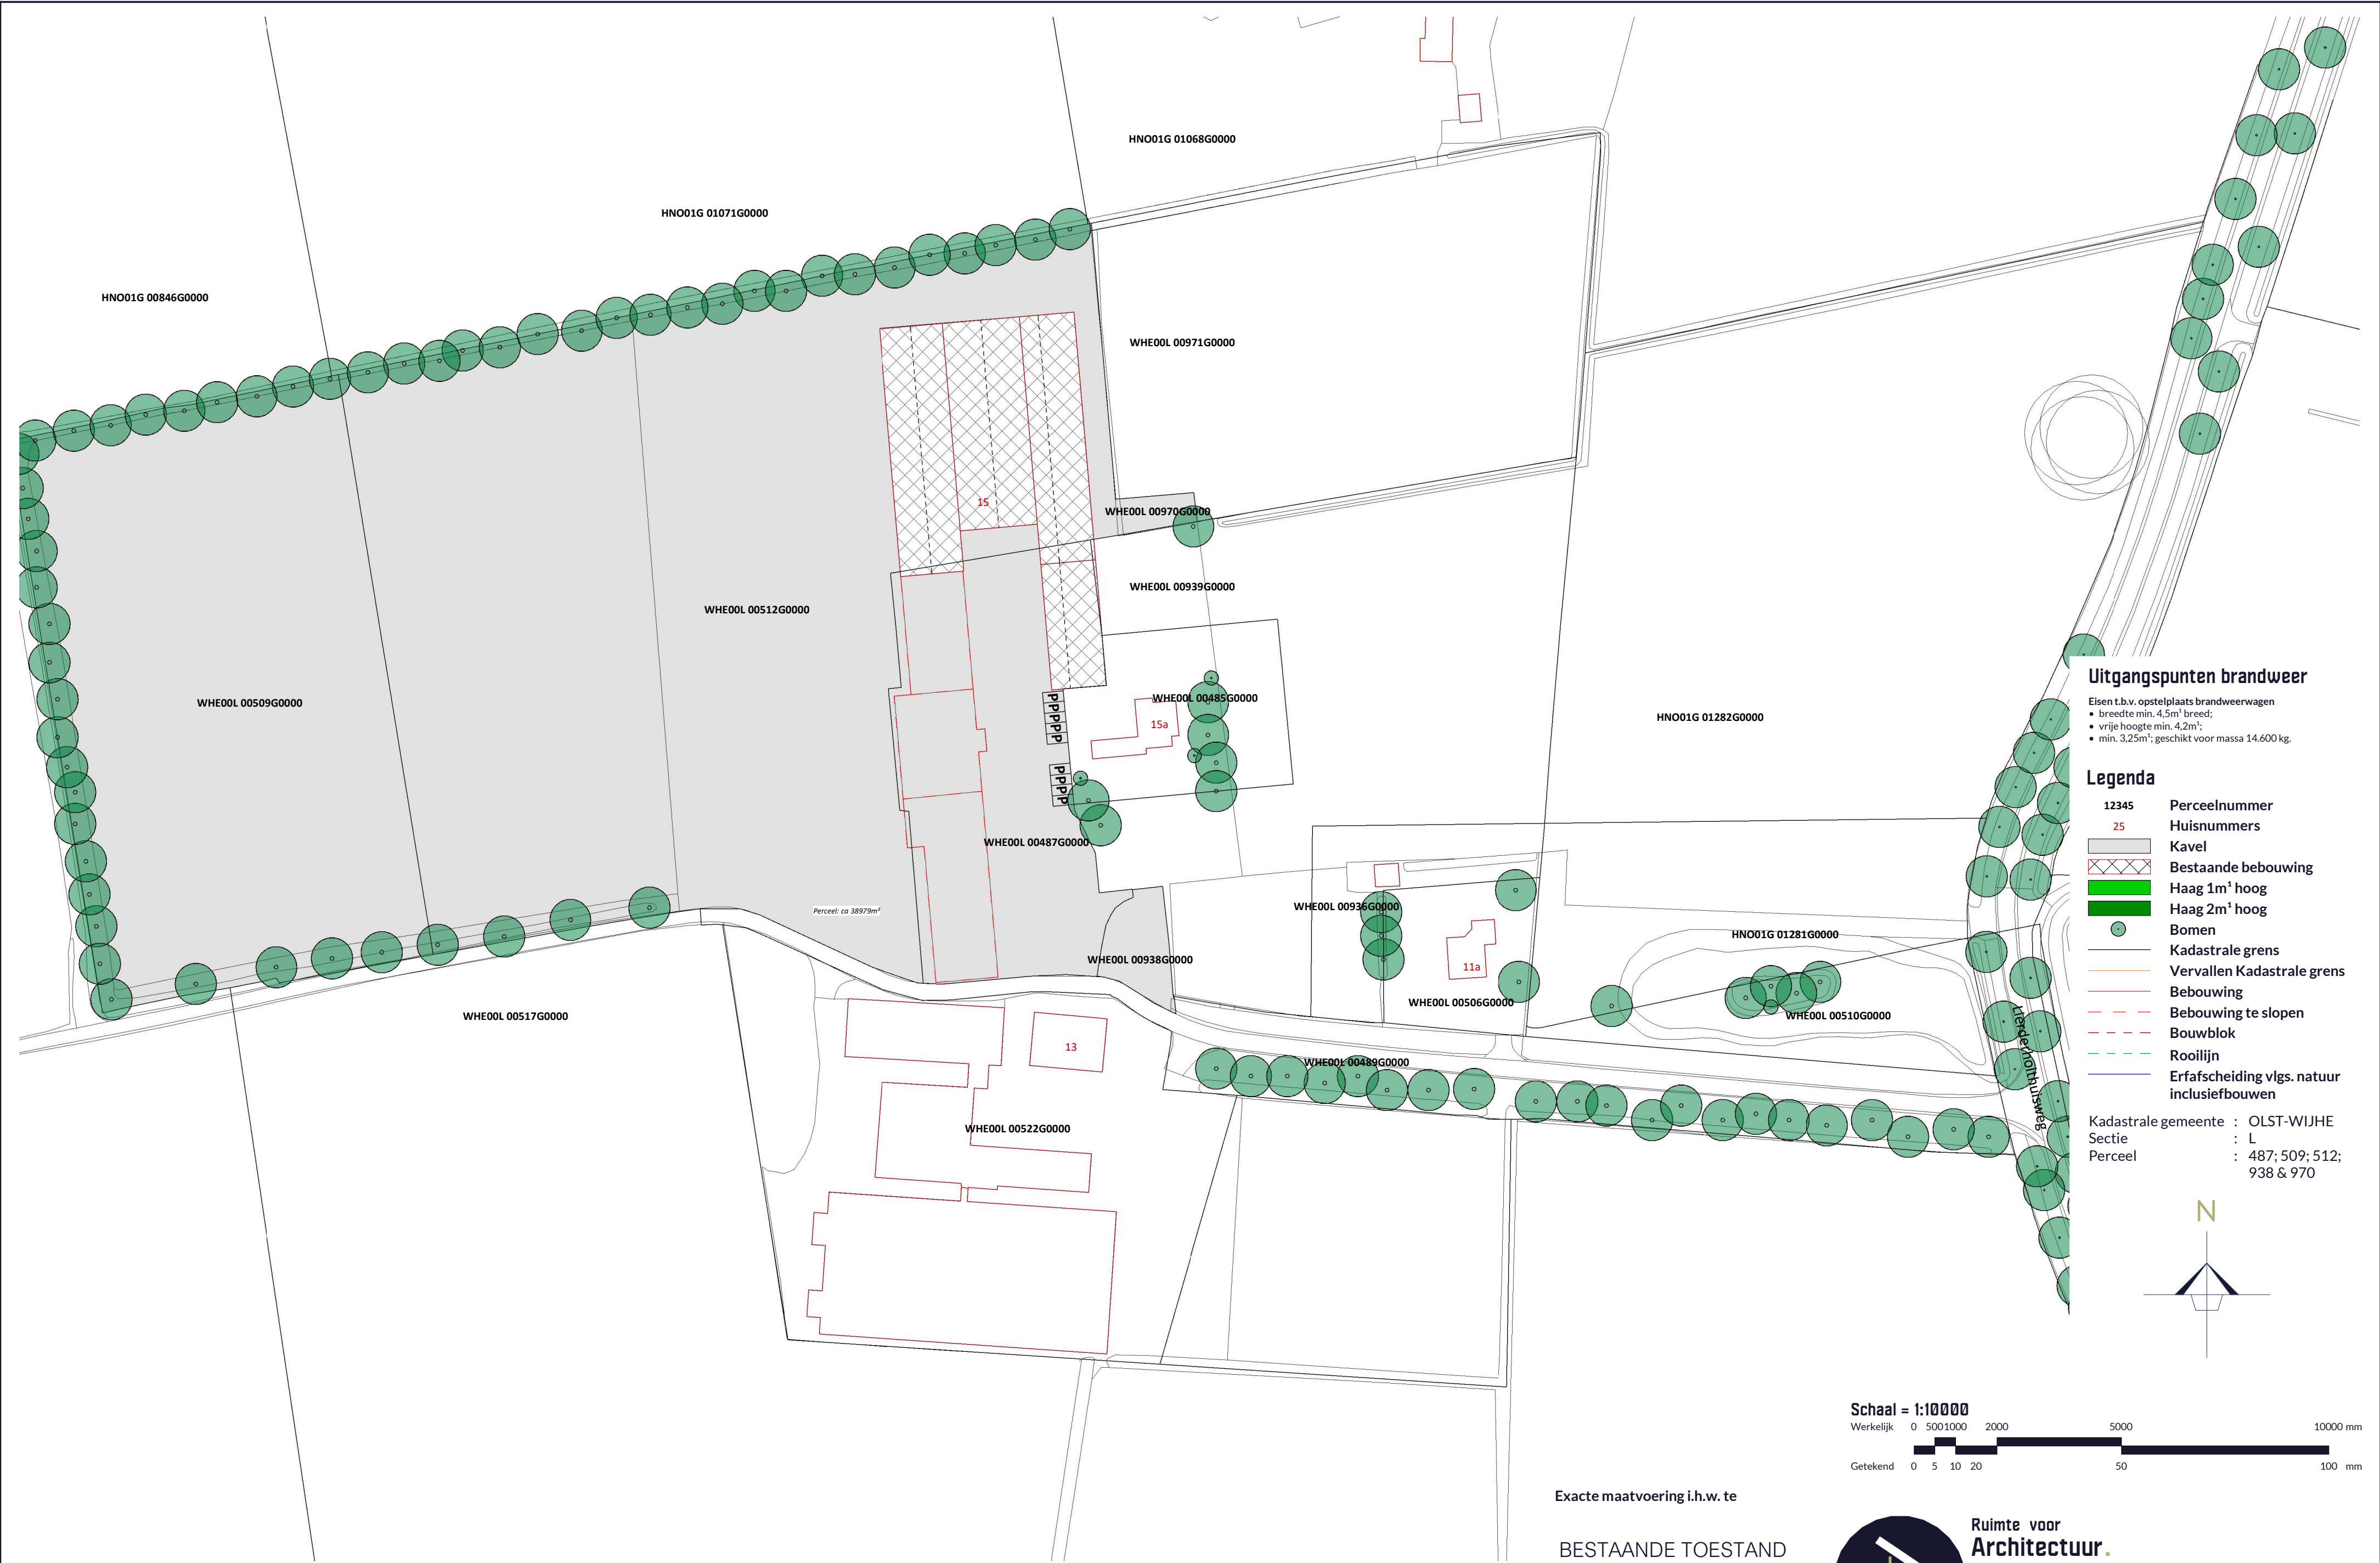 HNO01G 01068G0000
HNO01G 01071G0000
HNO01G 00846G0000
WHE00L 00971G0000
15
WHE00L 00970G0000
WHE00L 00939G0000
WHE00L 00512G0000
WHE00L 00509G0000
WHE00L 00485G0000
15a
P P P P P
P P P P
HNO01G 01282G0000
WHE00L 00487G0000
Perceel: ca 38979m²
WHE00L 00936G0000
WHE00L 00938G0000
11a
WHE00L 00506G0000
HNO01G 01281G0000
WHE00L 00510G0000
WHE00L 00517G0000
13
WHE00L 00489G0000
WHE00L 00522G0000
Lierderholthuisweg
Uitgangspunten brandweer
Eisen t.b.v. opstelplaats brandweerwagen
• breedte min. 4,5m¹ breed;
• vrije hoogte min. 4,2m¹;
• min. 3,25m¹; geschikt voor massa 14.600 kg.
Legenda
12345 Perceelnummer
25 Huisnummers
Kavel
Bestaande bebouwing
Haag 1m¹ hoog
Haag 2m¹ hoog
Bomen
Kadastrale grens
Vervallen Kadastrale grens
Bebouwing
Bebouwing te slopen
Bouwblok
Rooilijn
Erfafscheiding vlgs. natuur
inclusiefbouwen
Kadastrale gemeente : OLST-WIJHE
Sectie : L
Perceel : 487; 509; 512;
938 & 970
N
Schaal = 1:10000
Werkelijk 0 500 1000 2000 5000 10000 mm
Getekend 0 5 10 20 50 100 mm
Exacte maatvoering i.h.w. te
BESTAANDE TOESTAND
Ruimte voor
Architectuur.